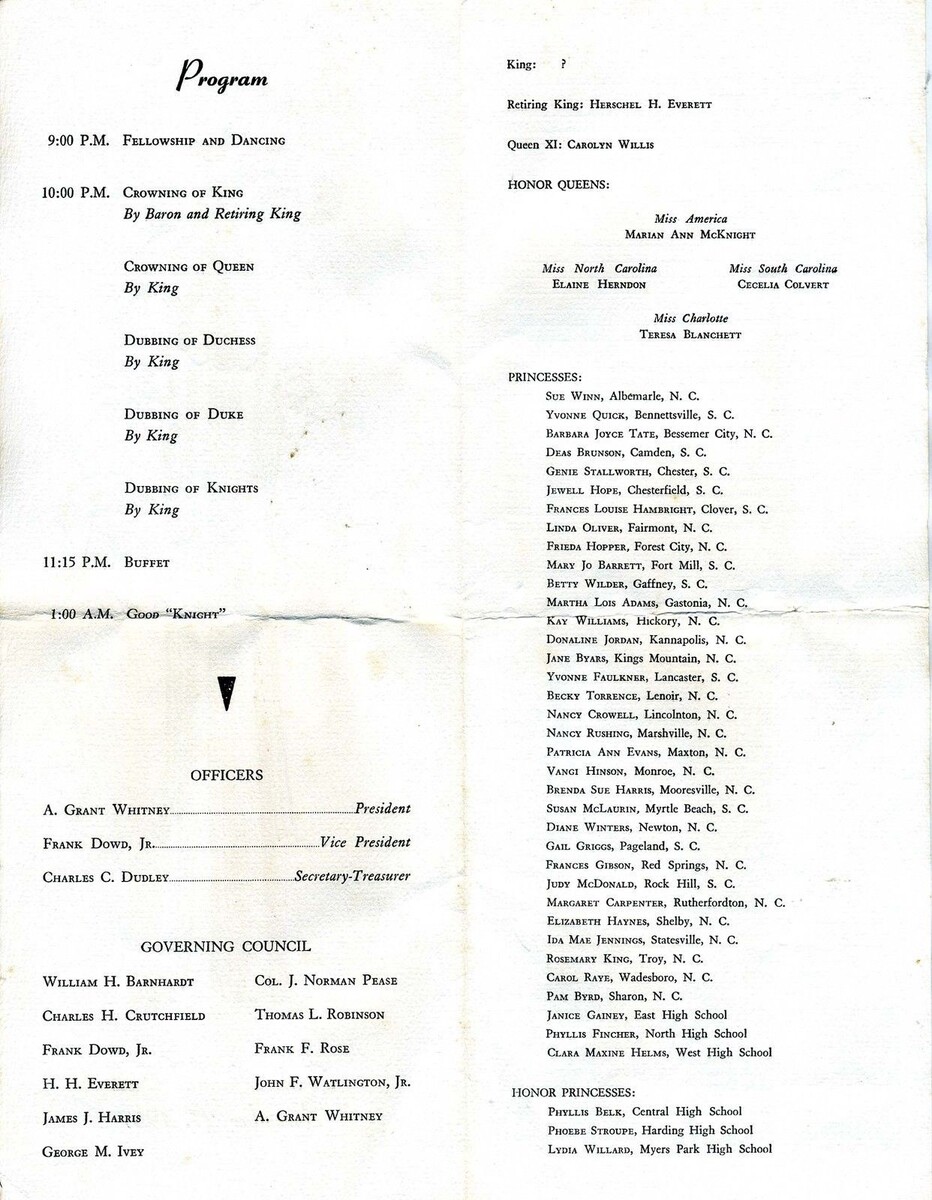 Program
9:00 P.M. Fellowship and Dancing
10:00 P.M. Crowning of King
By Baron and Retiring King
Crowning of Queen
By King
Dubbing of Duchess
By King
Dubbing of Duke
By King
Dubbing of Knights
By King
11:15 P.M. Buffet
1:00 A.M. Good "Knight"
OFFICERS
A. Grant Whitney........President
Frank Dowd, Jr.........Vice President
Charles C. Dudley........Secretary-Treasurer
GOVERNING COUNCIL
William H. Barnhardt
Charles H. Crutchfield
Frank Dowd, Jr.
H. H. Everett
James J. Harris
George M. Ivey
Col. J. Norman Pease
Thomas L. Robinson
Frank F. Rose
John F. Watlington, Jr.
A. Grant Whitney
King: ?
Retiring King: Herschel H. Everett
Queen XI: Carolyn Willis
HONOR QUEENS:
Miss America
Marian Ann McKnight
Miss North Carolina Miss South Carolina
Elaine Herndon Cecelia Colvert
Miss Charlotte
Teresa Blanchett
PRINCESSES:
Sue Winn, Albemarle, N. C.
Yvonne Quick, Bennettsville, S. C.
Barbara Joyce Tate, Bessemer City, N. C.
Deas Brunson, Camden, S. C.
Genie Stallworth, Chester, S. C.
Jewell Hope, Chesterfield, S. C.
Frances Louise Hambright, Clover, S. C.
Linda Oliver, Fairmont, N. C.
Frieda Hopper, Forest City, N. C.
Mary Jo Barrett, Fort Mill, S. C.
Betty Wilder, Gaffney, S. C.
Martha Lois Adams, Gastonia, N. C.
Kay Williams, Hickory, N. C.
Donaline Jordan, Kannapolis, N. C.
Jane Byars, Kings Mountain, N. C.
Yvonne Faulkner, Lancaster, S. C.
Becky Torrence, Lenoir, N. C.
Nancy Crowell, Lincolnton, N. C.
Nancy Rushing, Marshville, N. C.
Patricia Ann Evans, Maxton, N. C.
Vangi Hinson, Monroe, N. C.
Brenda Sue Harris, Mooresville, N. C.
Susan McLaurin, Myrtle Beach, S. C.
Diane Winters, Newton, N. C.
Gail Griggs, Pageland, S. C.
Frances Gibson, Red Springs, N. C.
Judy McDonald, Rock Hill, S. C.
Margaret Carpenter, Rutherfordton, N. C.
Elizabeth Haynes, Shelby, N. C.
Ida Mae Jennings, Statesville, N. C.
Rosemary King, Troy, N. C.
Carol Raye, Wadesboro, N. C.
Pam Byrd, Sharon, N. C.
Janice Gainey, East High School
Phyllis Fincher, North High School
Clara Maxine Helms, West High School
HONOR PRINCESSES:
Phyllis Belk, Central High School
Phoebe Stroupe, Harding High School
Lydia Willard, Myers Park High School